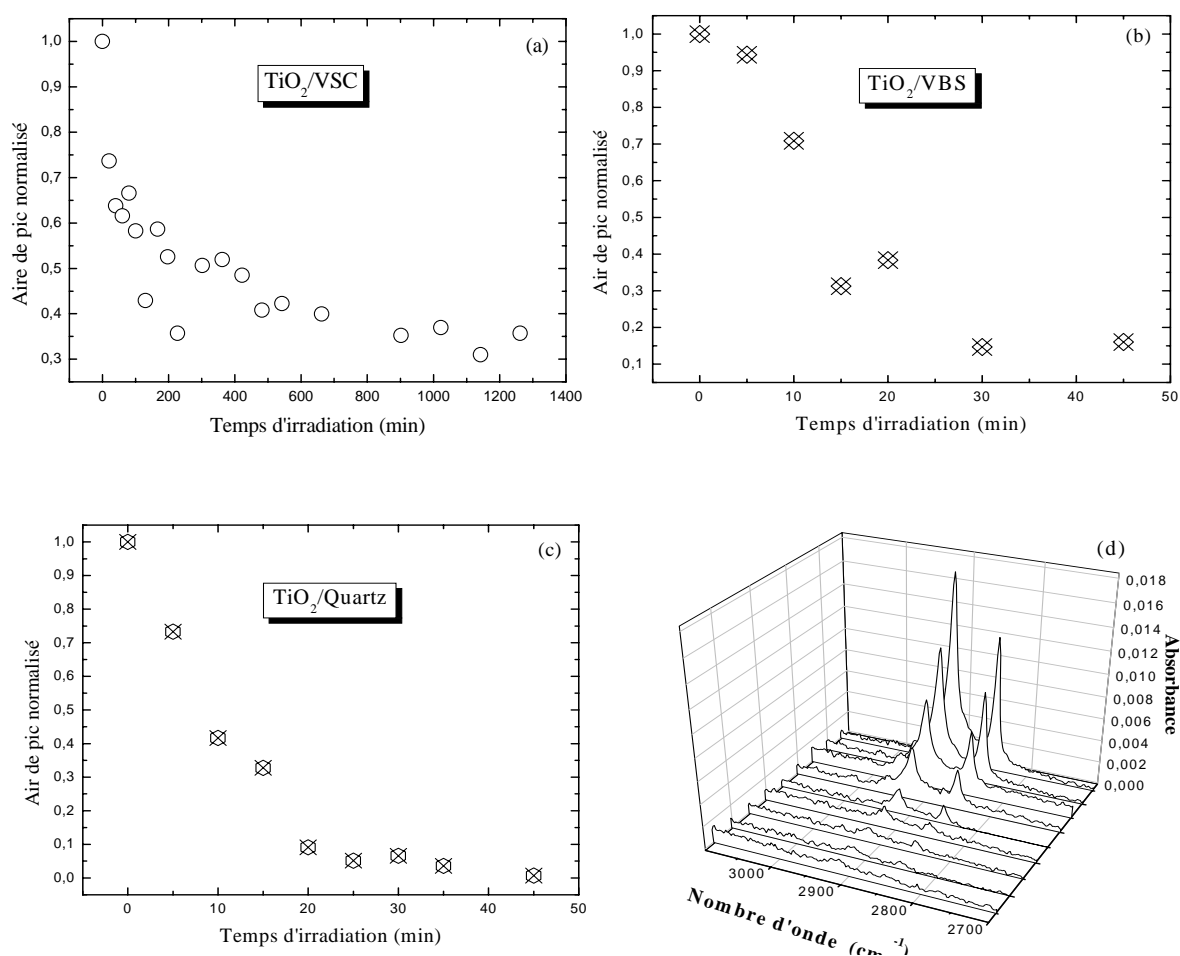 (a)
TiO2/VSC
1,0
0,9
0,8
0,7
0,6
0,5
0,4
0,3
Aire de pic normalisé
0 200 400 600 800 1000 1200 1400
Temps d'irradiation (min)
(b)
TiO2/VBS
1,0
0,9
0,8
0,7
0,6
0,5
0,4
0,3
0,2
0,1
Air de pic normalisé
0 10 20 30 40 50
Temps d'irradiation (min)
(c)
TiO2/Quartz
1,0
0,9
0,8
0,7
0,6
0,5
0,4
0,3
0,2
0,1
0,0
Air de pic normalisé
0 10 20 30 40 50
Temps d'irradiation (min)
(d)
0,018
0,016
0,014
0,012
0,010
0,008
0,006
0,004
0,002
0,000
Absorbance
3000 2900 2800 2700
Nombre d'onde (cm-1)